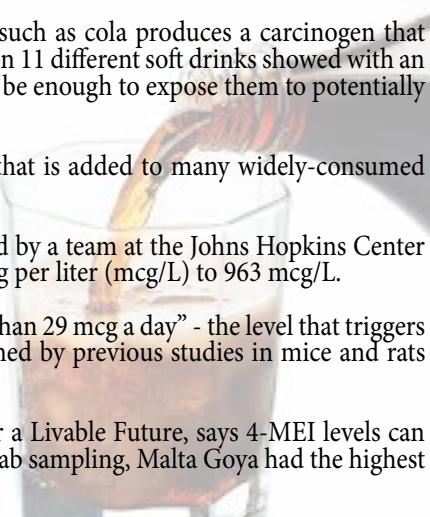 such as cola produces a carcinogen that
n 11 different soft drinks showed with an
be enough to expose them to potentially
that is added to many widely-consumed
d by a team at the Johns Hopkins Center
g per liter (mcg/L) to 963 mcg/L.
han 29 mcg a day” - the level that triggers
ned by previous studies in mice and rats
r a Livable Future, says 4-MEI levels can
ab sampling, Malta Goya had the highest